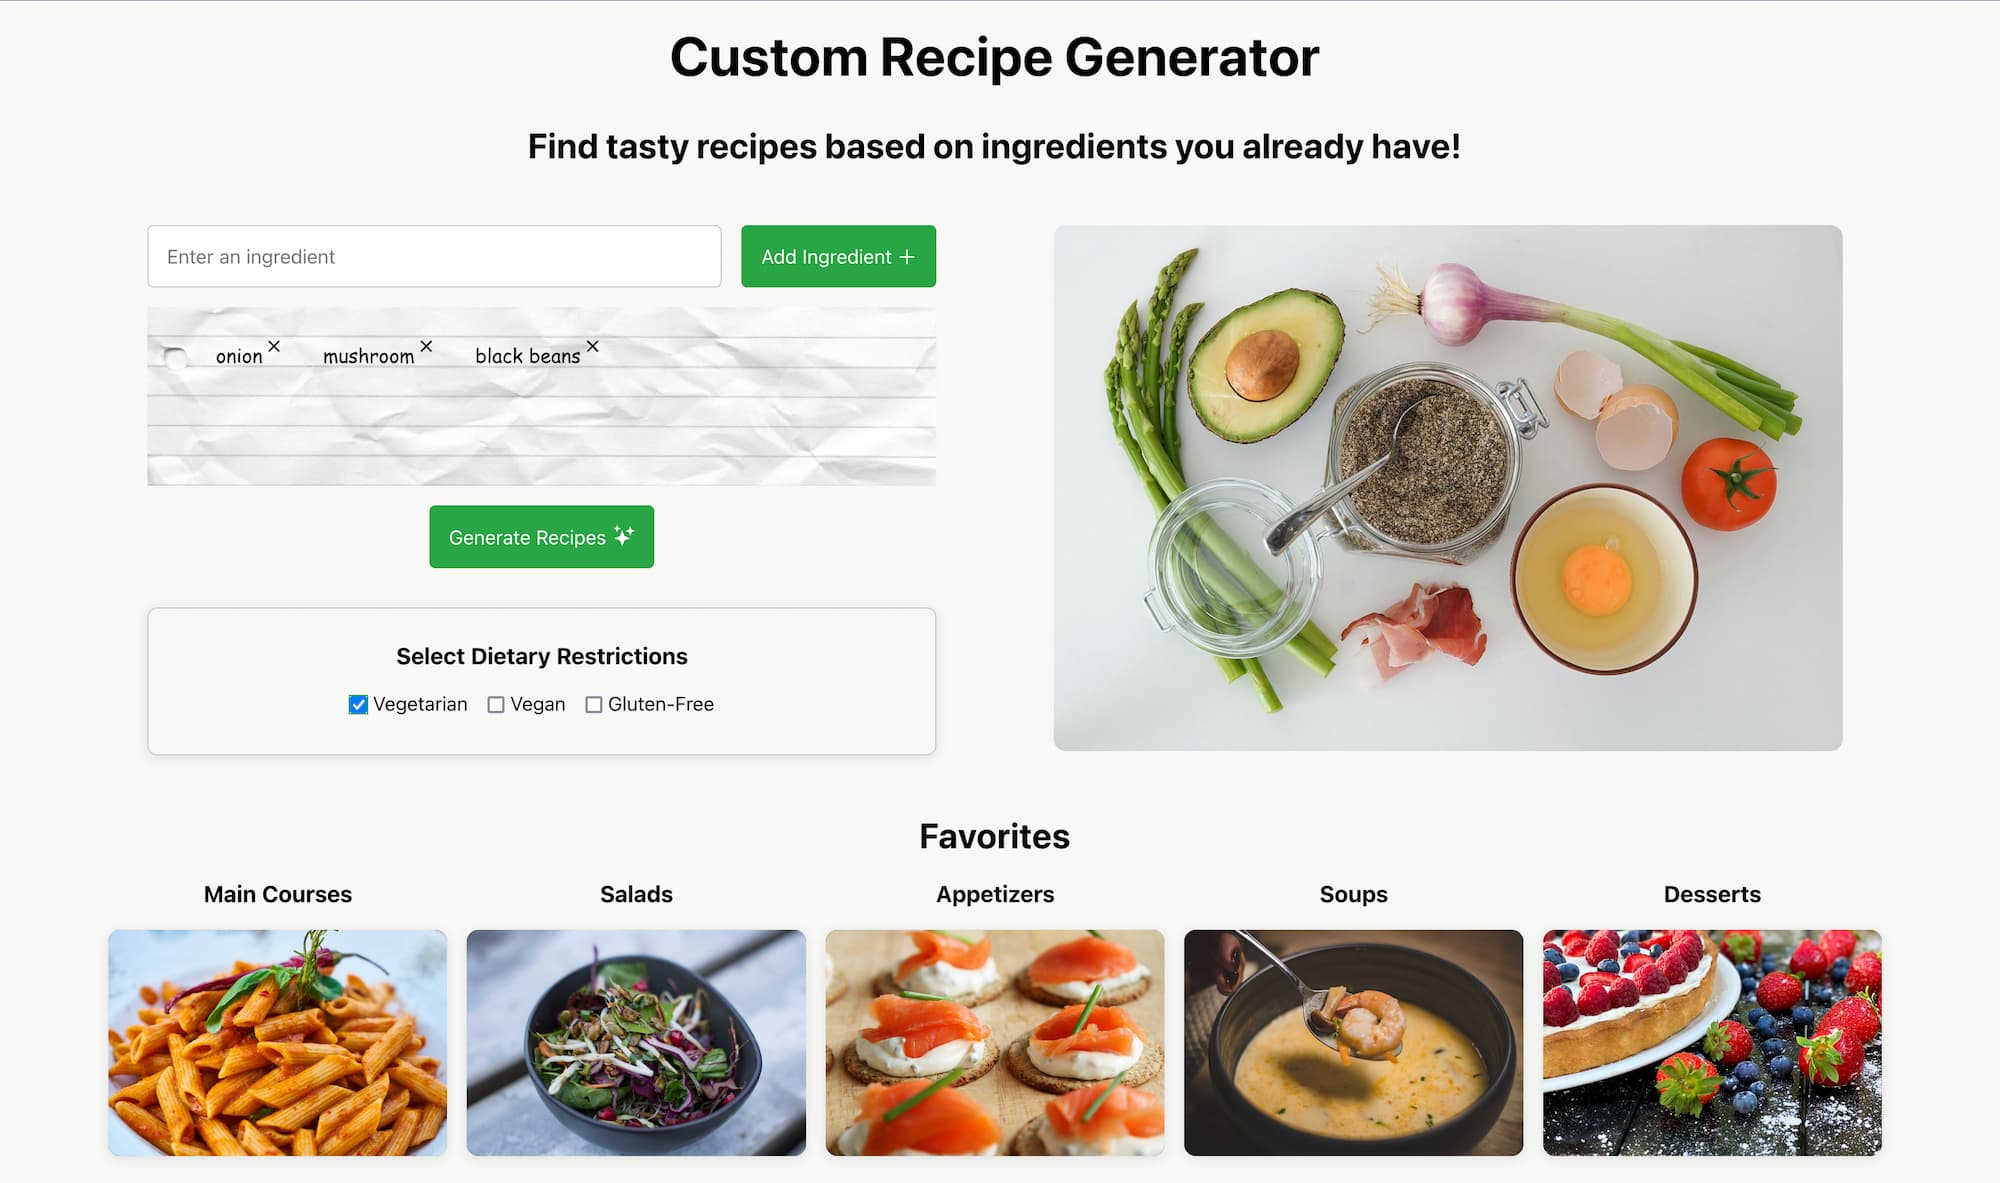 Custom Recipe Generator
Find tasty recipes based on ingredients you already have!
Enter an ingredient
Add Ingredient +
onion × mushroom × black beans ×
Generate Recipes
Select Dietary Restrictions
Vegetarian Vegan Gluten-Free
Favorites
Main Courses Salads Appetizers Soups Desserts